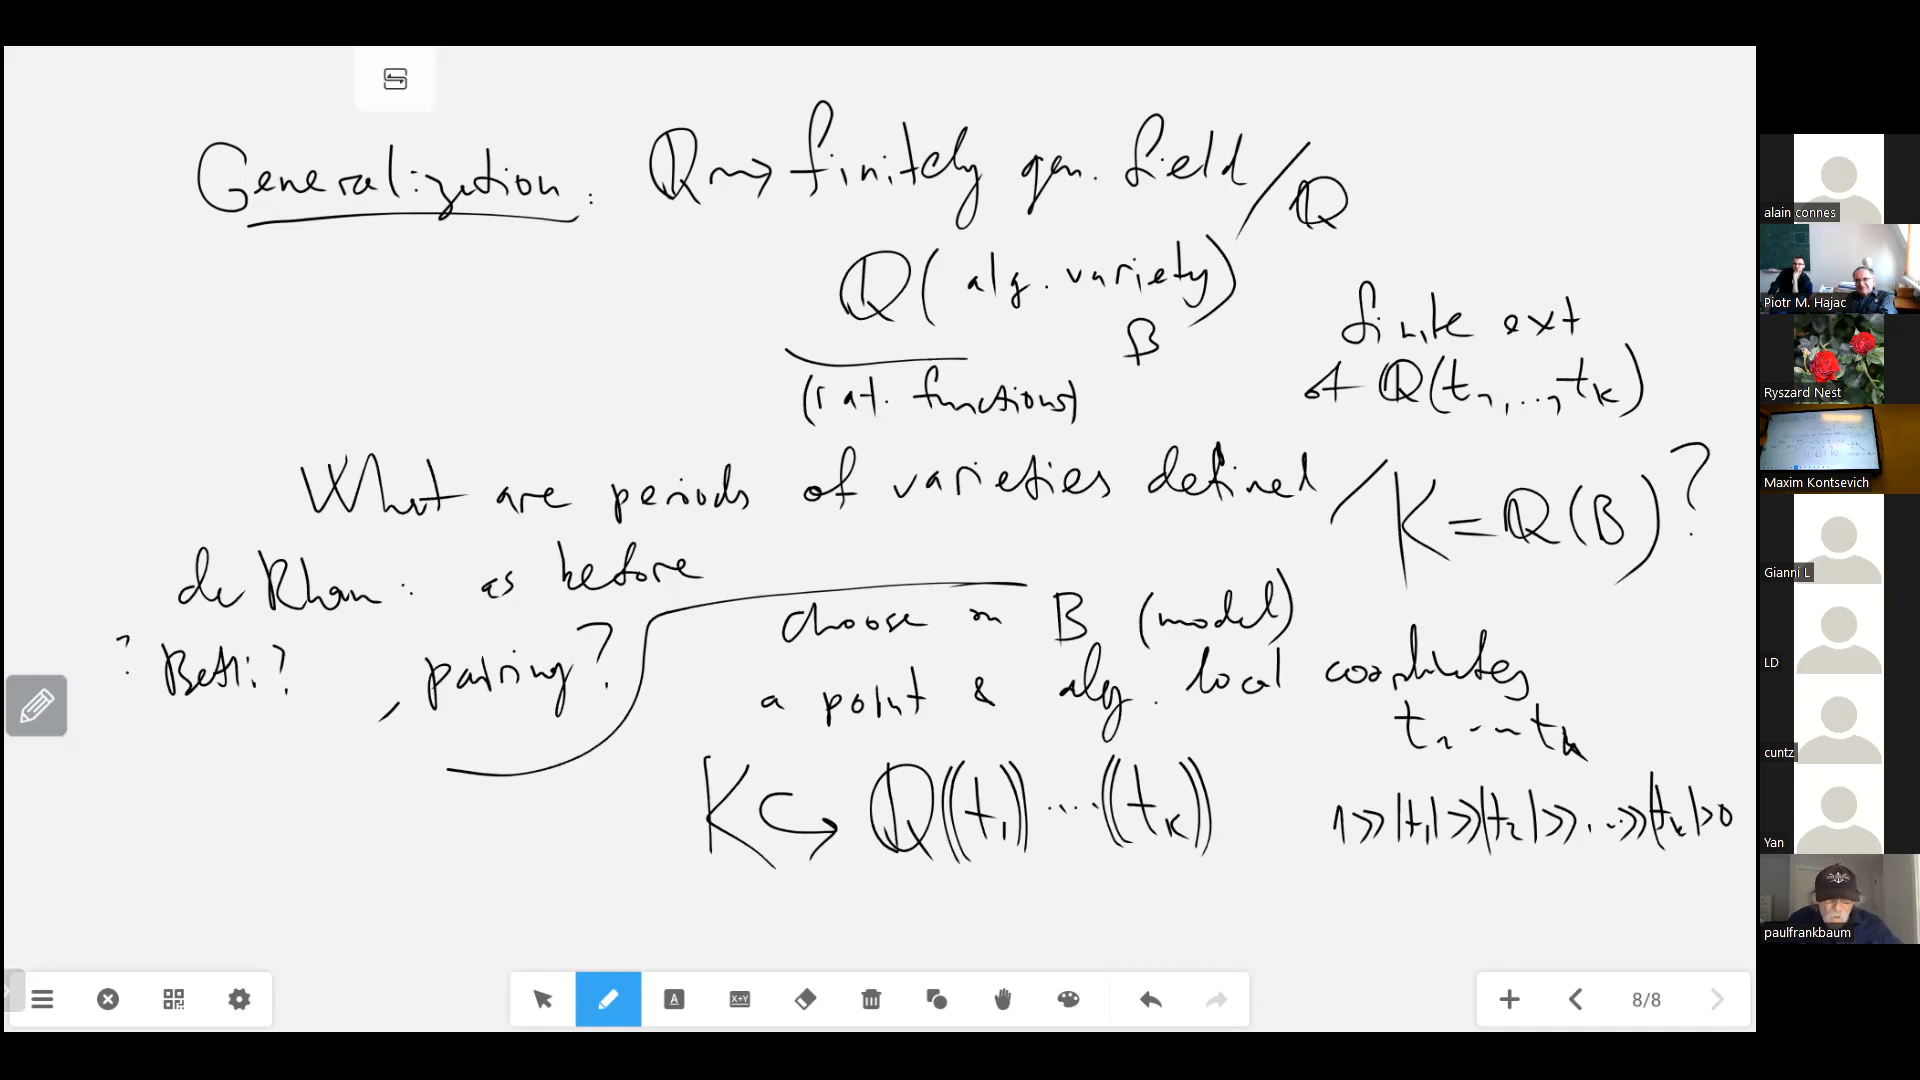 Generalization: ℚ ⇝ finitely gen. field / ℚ
ℚ( alg. variety )
B
(rat. functions)
finite ext
of ℚ(t₁,...,tₖ)
What are periods of varieties defined / K = ℚ(B) ?
de Rham: as before
? Betti? , pairing?
choose on B (model)
a point & alg. local coordinates
t₁ ... tₖ
K ↪ ℚ((t₁)) ... ((tₖ))
1 >> |t₁| >> |t₂| >> ... >> |tₖ| > 0
alain connes
Piotr M. Hajac
Ryszard Nest
Maxim Kontsevich
Gianni L
LD
cuntz
Yan
paulfrankbaum
A
X+Y
8/8